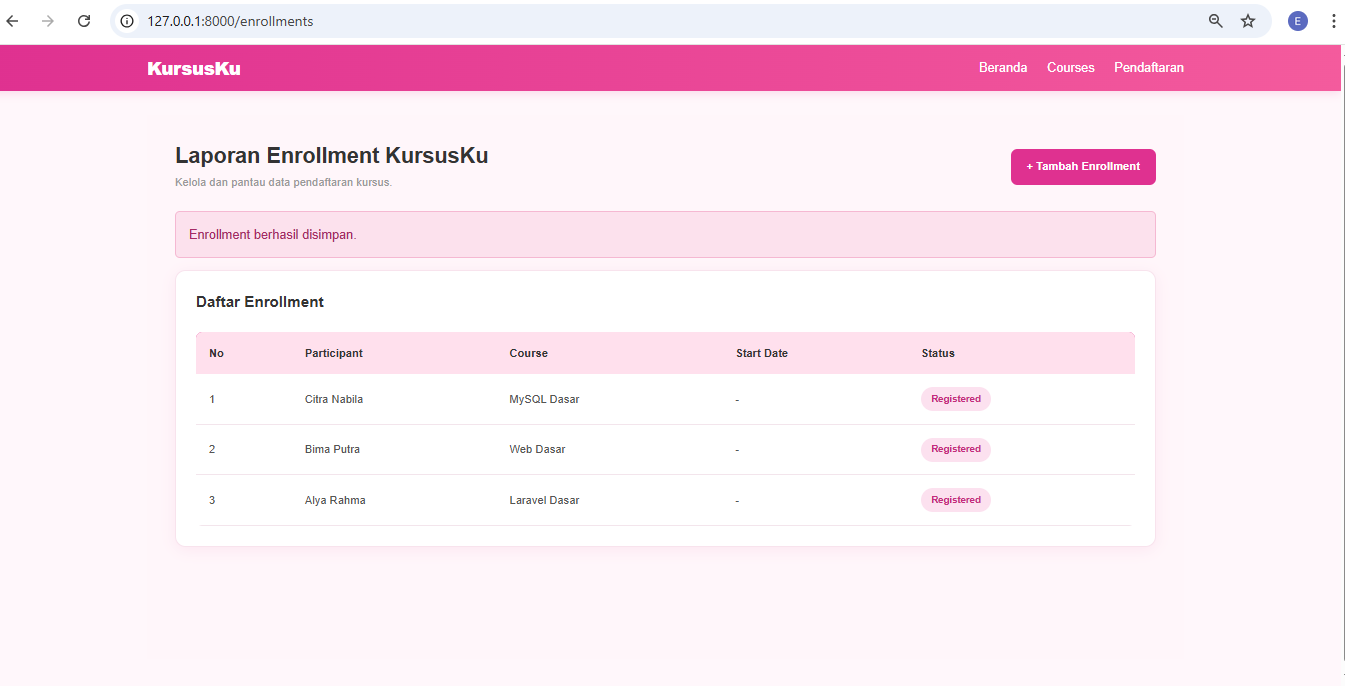 127.0.0.1:8000/enrollments
E
KursusKu
Beranda Courses Pendaftaran
Laporan Enrollment KursusKu
Kelola dan pantau data pendaftaran kursus.
+ Tambah Enrollment
Enrollment berhasil disimpan.
Daftar Enrollment
No Participant Course Start Date Status
1 Citra Nabila MySQL Dasar - Registered
2 Bima Putra Web Dasar - Registered
3 Alya Rahma Laravel Dasar - Registered